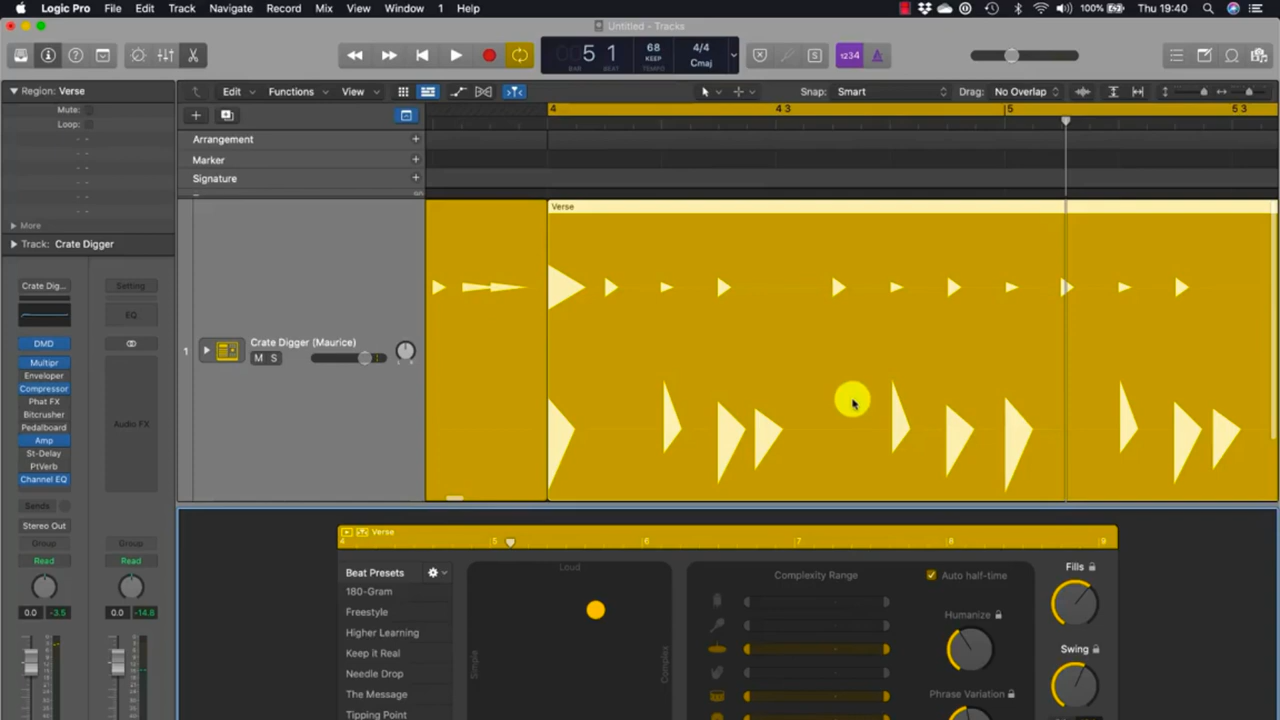 Logic Pro File Edit Track Navigate Record Mix View Window 1 Help 100% Thu 19:40
Untitled - Tracks
5 1 68 4/4
BAR BEAT KEEP TEMPO Cmaj
S 1234
Region: Verse Edit Functions View Snap: Smart Drag: No Overlap
Mute:
Loop:
4 4 3 5 5 3
Arrangement
Marker
Signature
More
Track: Crate Digger
Verse
Crate Dig... Setting
EQ
DMD
Multipr
Enveloper
Compressor
Phat FX
Bitcrusher
Pedalboard
Amp
St-Delay
PtVerb
Channel EQ
Audio FX
1 Crate Digger (Maurice)
M S
Sends
Stereo Out
Group Group
Read Read
0.0 -3.5 0.0 -14.8
Verse
4 5 6 7 8 9
Beat Presets
180-Gram
Freestyle
Higher Learning
Keep it Real
Needle Drop
The Message
Tipping Point
Loud
Simple
Complex
Complexity Range
Auto half-time
Humanize
Phrase Variation
Fills
Swing